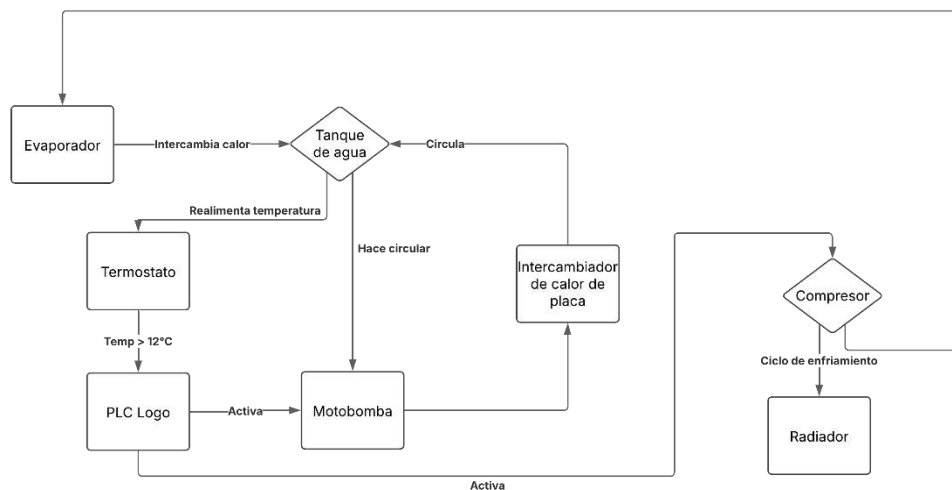 Evaporador
Intercambia calor
Tanque
de agua
Circula
Realimenta temperatura
Hace circular
Termostato
Intercambiador
de calor de
placa
Compresor
Temp > 12°C
Ciclo de enfriamiento
PLC Logo
Activa
Motobomba
Radiador
Activa